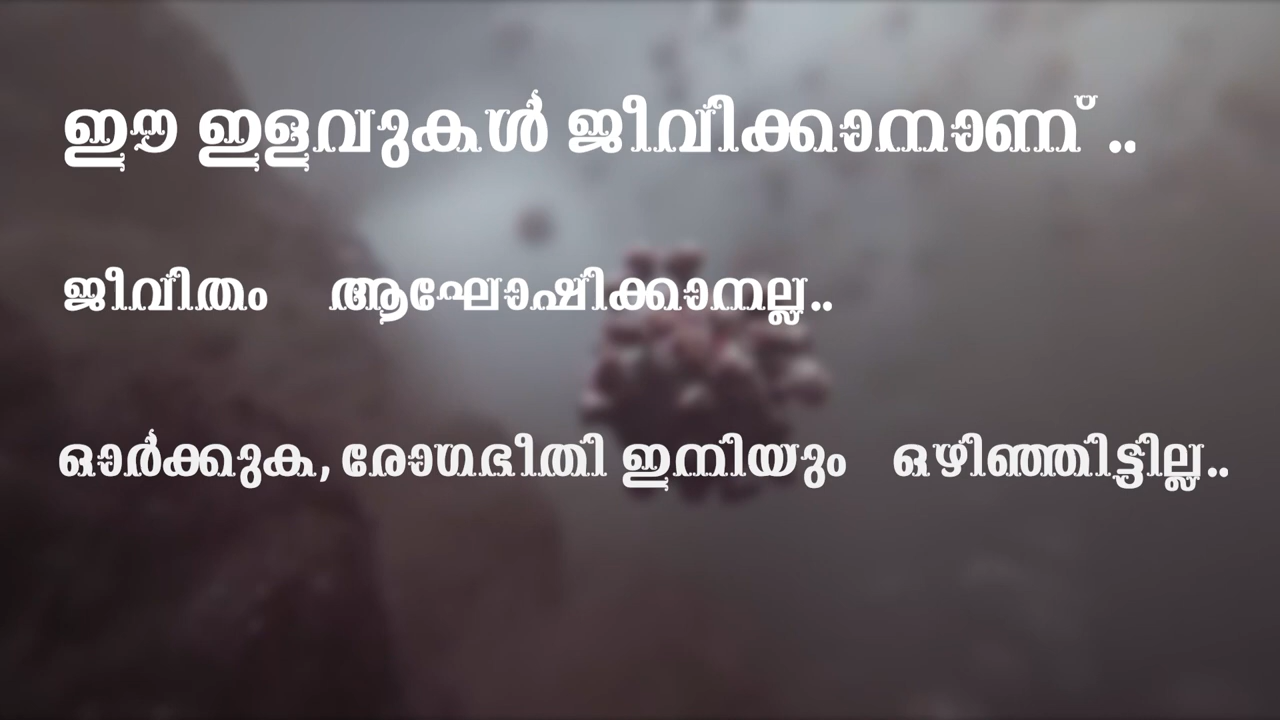 ഈ ഇളവുകൾ ജീവിക്കാനാണ് ..
ജീവിതം ആഘോഷിക്കാനല്ല..
ഓർക്കുക, രോഗഭീതി ഇനിയും ഒഴിഞ്ഞിട്ടില്ല..